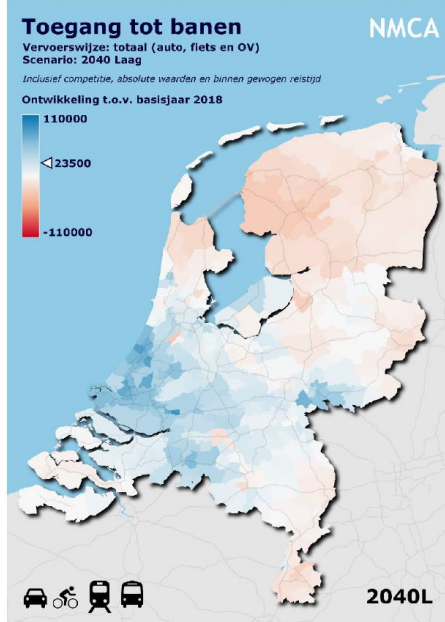 Toegang tot banen
NMCA
Vervoerswijze: totaal (auto, fiets en OV)
Scenario: 2040 Laag
Inclusief competitie, absolute waarden en binnen gewogen reistijd
Ontwikkeling t.o.v. basisjaar 2018
110000
23500
-110000
2040L